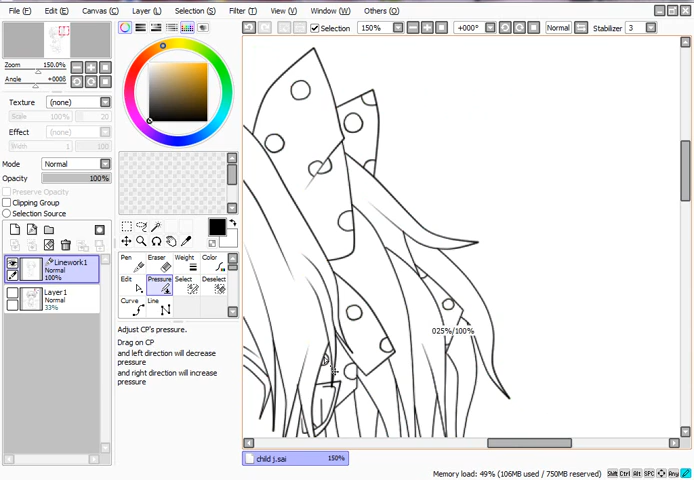 File (F) Edit (E) Canvas (C) Layer (L) Selection (S) Filter (T) View (V) Window (W) Others (O)
Selection 150% +000° Normal Stabilizer 3
Zoom 150.0%
Angle +000ß
Texture (none)
Scale 100% 20
Effect (none)
Width 1 100
Mode Normal
Opacity 100%
Preserve Opacity
Clipping Group
Selection Source
Linework1
Normal
100%
Layer1
Normal
33%
Pen Eraser Weight Color
Edit Pressure Select Deselect
Curve Line
Adjust CP's pressure.
Drag on CP
and left direction will decrease
pressure
and right direction will increase
pressure
025%/100%
child j.sai 150%
Memory load: 49% (106MB used / 750MB reserved) Shft Ctrl Alt SPC Any